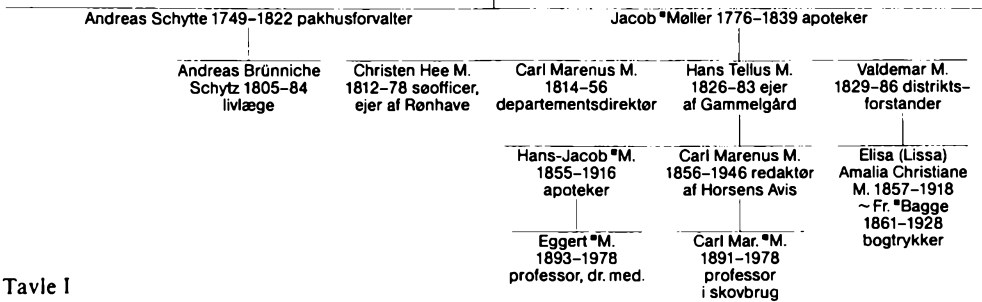 Andreas Schytte 1749–1822 pakhusforvalter
Jacob ■Møller 1776–1839 apoteker
Andreas Brünniche
Schytz 1805–84
livlæge
Christen Hee M.
1812–78 søofficer,
ejer af Rønhave
Carl Marenus M.
1814–56
departementsdirektør
Hans Tellus M.
1826–83 ejer
af Gammelgård
Valdemar M.
1829–86 distrikts-
forstander
Hans-Jacob ■M.
1855–1916
apoteker
Carl Marenus M.
1856–1946 redaktør
af Horsens Avis
Elisa (Lissa)
Amalia Christiane
M. 1857–1918
~ Fr. ■Bagge
1861–1928
bogtrykker
Eggert ■M.
1893–1978
professor, dr. med.
Carl Mar. ■M.
1891–1978
professor
i skovbrug
Tavle I